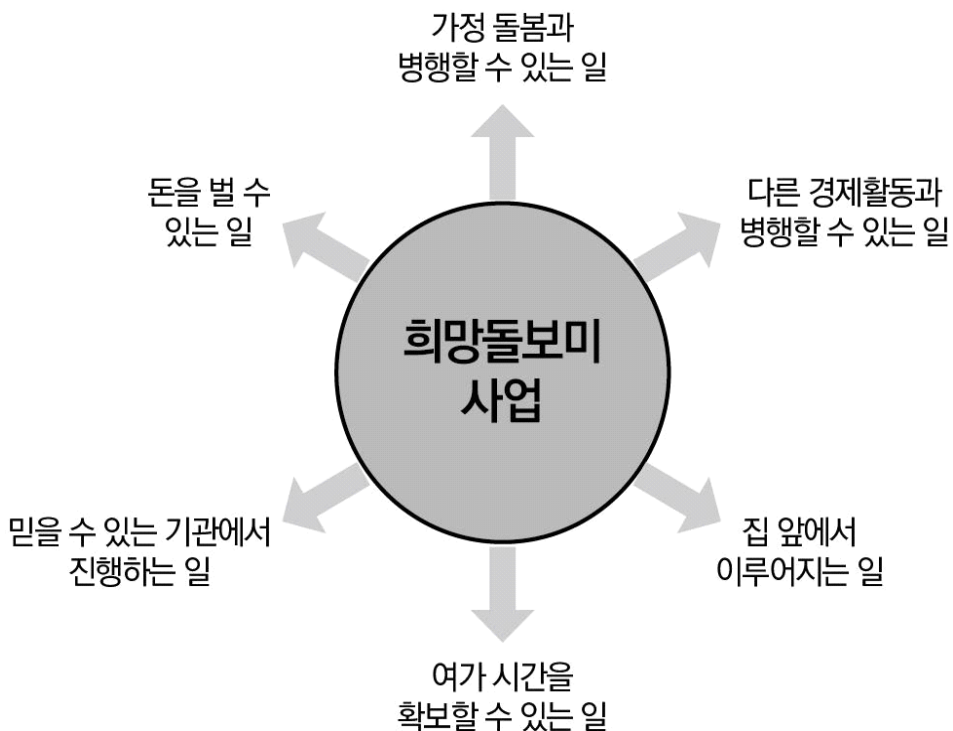 가정 돌봄과
병행할 수 있는 일
돈을 벌 수
있는 일
다른 경제활동과
병행할 수 있는 일
희망돌보미
사업
믿을 수 있는 기관에서
진행하는 일
집 앞에서
이루어지는 일
여가 시간을
확보할 수 있는 일